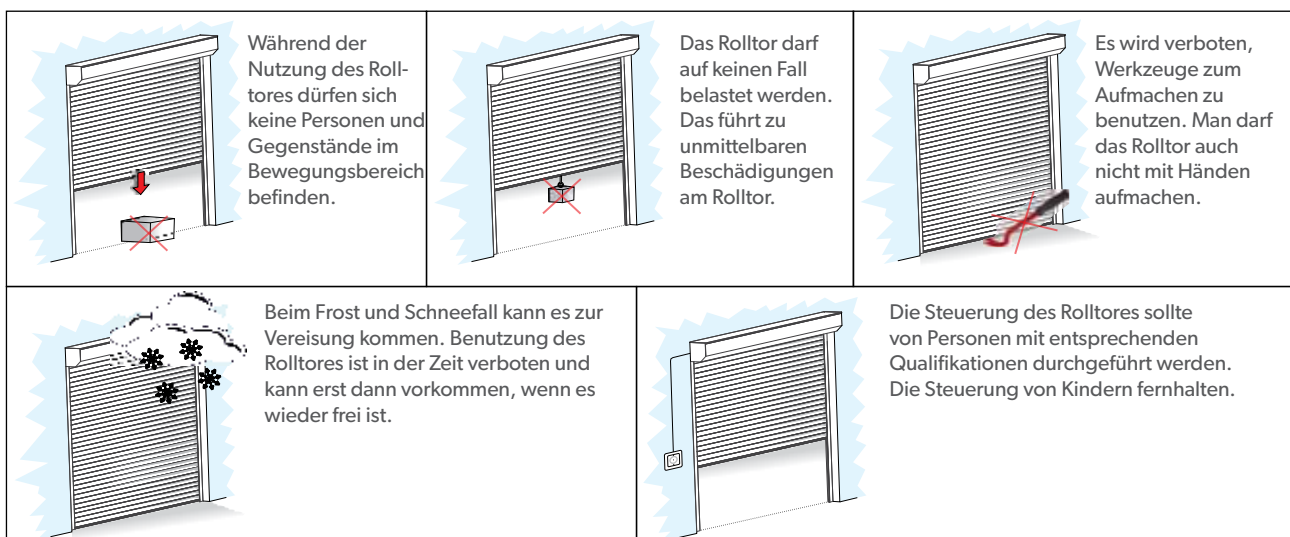 Während der
Nutzung des Roll-
tores dürfen sich
keine Personen und
Gegenstände im
Bewegungsbereich
befinden.
Das Rolltor darf
auf keinen Fall
belastet werden.
Das führt zu
unmittelbaren
Beschädigungen
am Rolltor.
Es wird verboten,
Werkzeuge zum
Aufmachen zu
benutzen. Man darf
das Rolltor auch
nicht mit Händen
aufmachen.
Beim Frost und Schneefall kann es zur
Vereisung kommen. Benutzung des
Rolltores ist in der Zeit verboten und
kann erst dann vorkommen, wenn es
wieder frei ist.
Die Steuerung des Rolltores sollte
von Personen mit entsprechenden
Qualifikationen durchgeführt werden.
Die Steuerung von Kindern fernhalten.